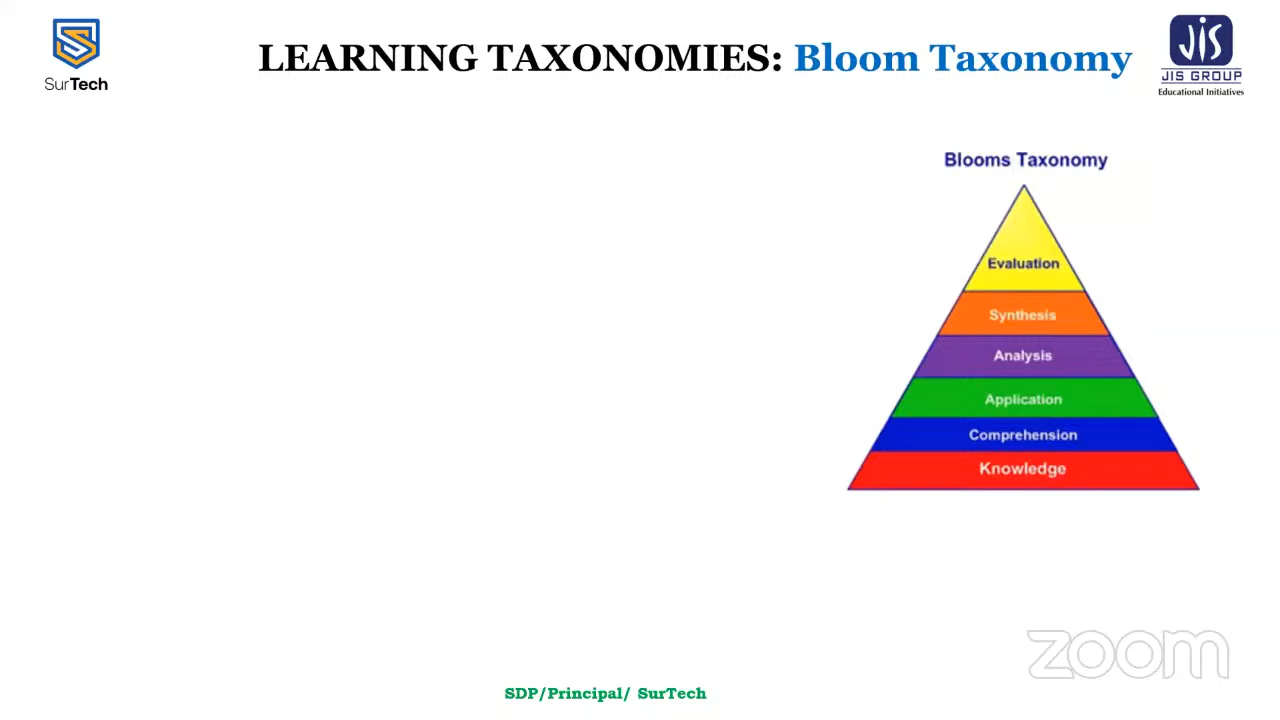 SurTech
LEARNING TAXONOMIES: Bloom Taxonomy
JIS
JIS GROUP
Educational Initiatives
Blooms Taxonomy
Evaluation
Synthesis
Analysis
Application
Comprehension
Knowledge
zoom
SDP/Principal/ SurTech